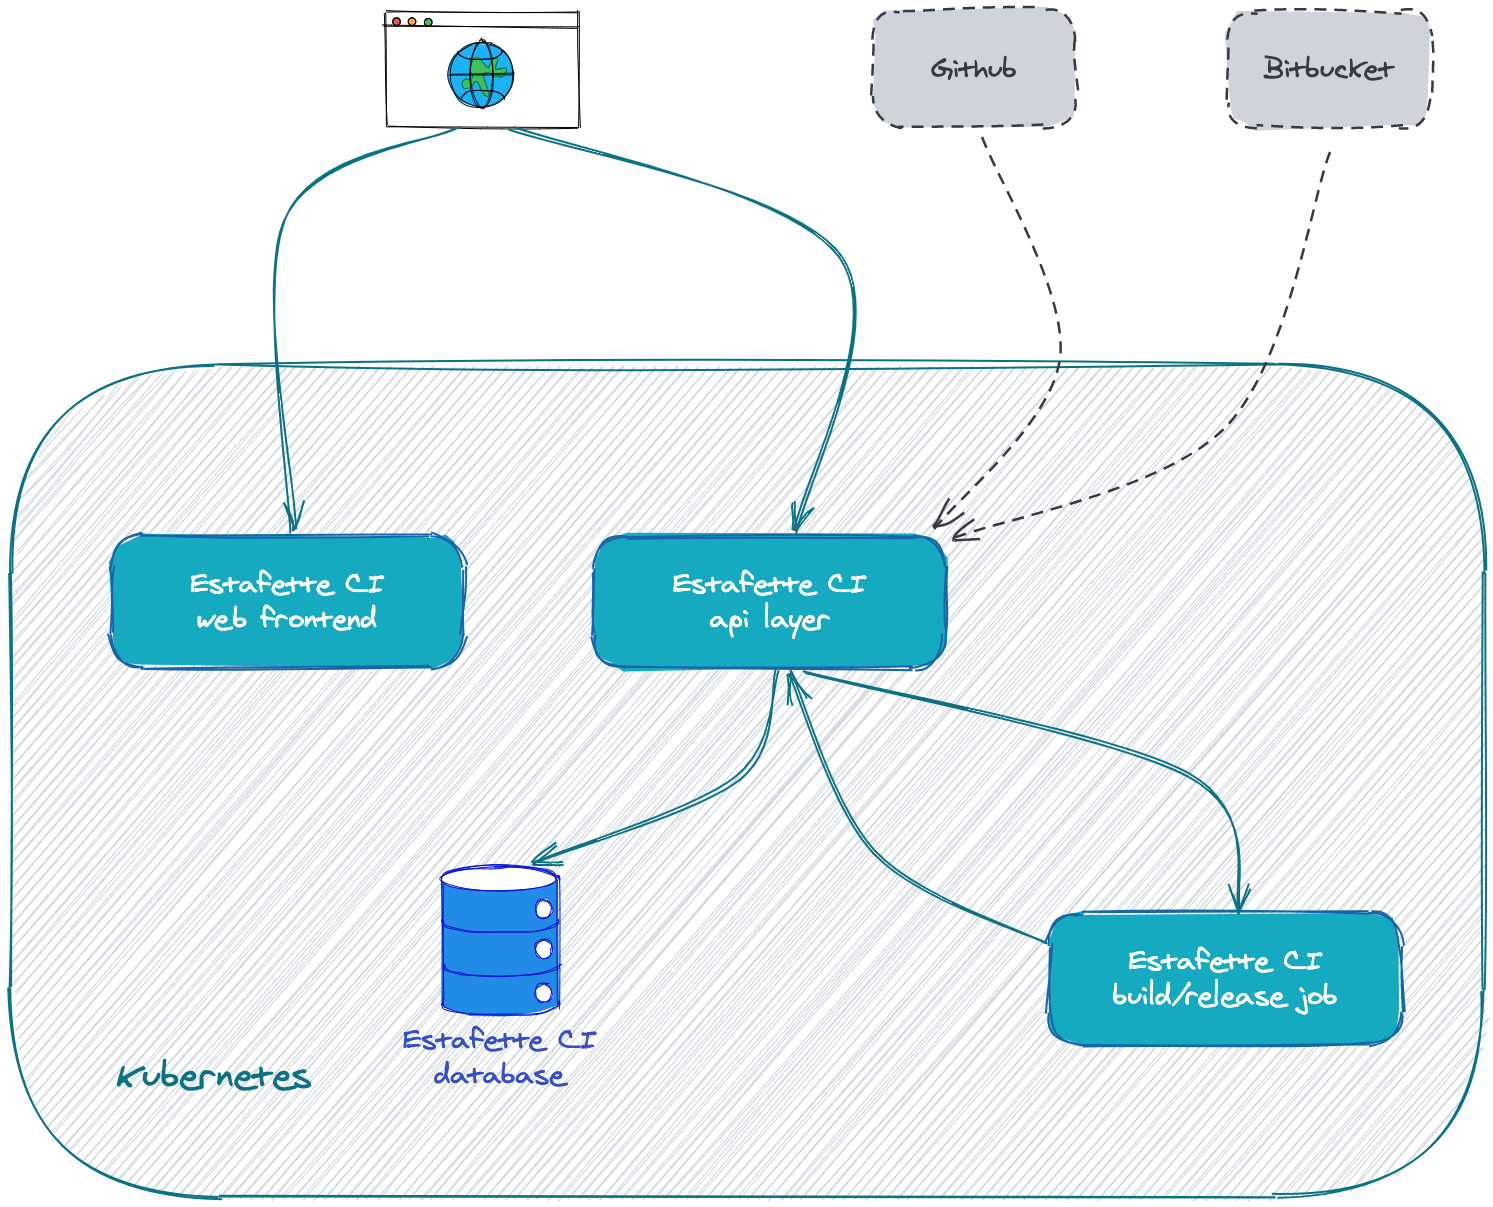 Github
Bitbucket
Estafette CI
web frontend
Estafette CI
api layer
Estafette CI
build/release job
Estafette CI
database
Kubernetes